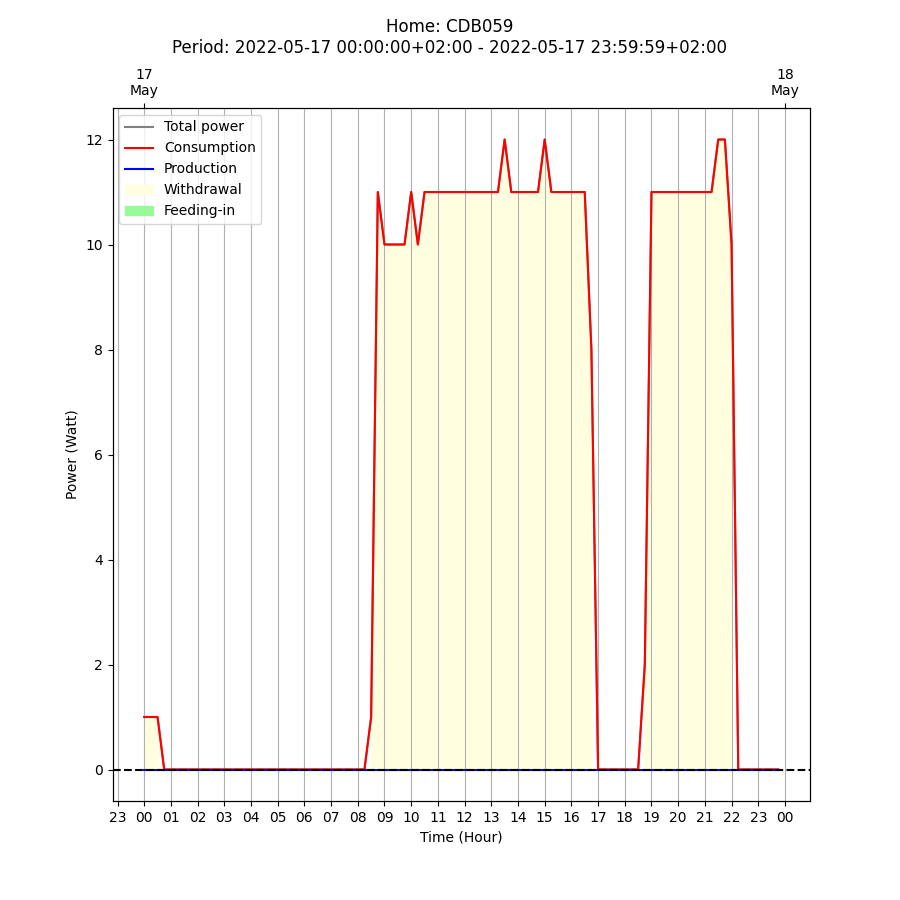 Home: CDB059
Period: 2022-05-17 00:00:00+02:00 - 2022-05-17 23:59:59+02:00
17 18
May May
Total power
Consumption
Production
Withdrawal
Feeding-in
12
10
8
6
4
2
0
Power (Watt)
23 00 01 02 03 04 05 06 07 08 09 10 11 12 13 14 15 16 17 18 19 20 21 22 23 00
Time (Hour)